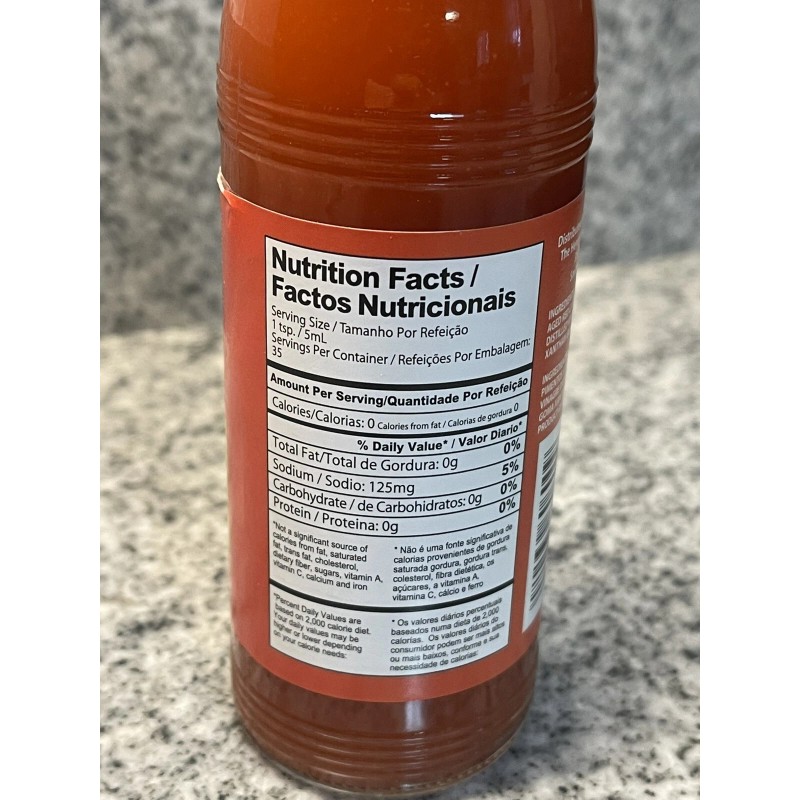 Nutrition Facts /
Factos Nutricionais
Serving Size / Tamanho Por Refeição
1 tsp. / 5mL
Servings Per Container / Refeições Por Embalagem:
35
Amount Per Serving/Quantidade Por Refeição
Calories/Calorias: 0 Calories from fat / Calorias de gordura 0
% Daily Value* / Valor Diario*
Total Fat/Total de Gordura: 0g 0%
Sodium / Sodio: 125mg 5%
Carbohydrate / de Carbohidratos: 0g 0%
Protein / Proteina: 0g 0%
*Not a significant source of
calories from fat, saturated
fat, trans fat, cholesterol,
dietary fiber, sugars, vitamin A,
vitamin C, calcium and iron
* Não é uma fonte significativa de
calorias provenientes de gordura
saturada gordura, gordura trans,
colesterol, fibra dietética, os
açúcares, a vitamina A,
vitamina C, cálcio e ferro
*Percent Daily Values are
based on 2,000 calorie diet.
Your daily values may be
higher or lower depending
on your calorie needs:
* Os valores diários percentuais
baseados numa dieta de 2,000
calorias. Os valores diários do
consumidor podem ser mais altos
ou mais baixos, conforme a sua
necessidade de calorias:
The